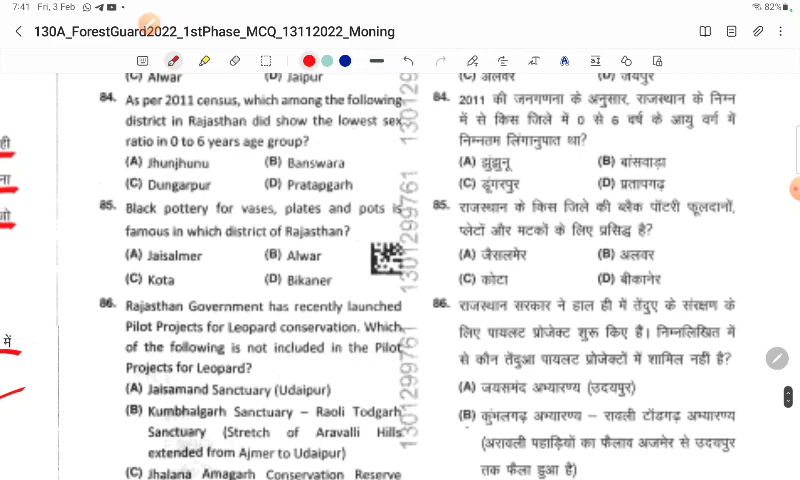 7:41 Fri, 3 Feb
82%
130A_ForestGuard2022_1stPhase_MCQ_13112022_Moning
(C) Alwar (D) Jaipur
84. As per 2011 census, which among the following
district in Rajasthan did show the lowest sex
ratio in 0 to 6 years age group?
(A) Jhunjhunu (B) Banswara
(C) Dungarpur (D) Pratapgarh
85. Black pottery for vases, plates and pots is
famous in which district of Rajasthan?
(A) Jaisalmer (B) Alwar
(C) Kota (D) Bikaner
86. Rajasthan Government has recently launched
Pilot Projects for Leopard conservation. Which
of the following is not included in the Pilot
Projects for Leopard?
(A) Jaisamand Sanctuary (Udaipur)
(B) Kumbhalgarh Sanctuary – Raoli Todgarh
Sanctuary (Stretch of Aravalli Hills
extended from Ajmer to Udaipur)
(C) Jhalana Amagarh Conservation Reserve
(C) अलवर (D) जयपुर
84. 2011 की जनगणना के अनुसार, राजस्थान के निम्न
में से किस जिले में 0 से 6 वर्ष के आयु वर्ग में
निम्नतम लिंगानुपात था?
(A) झुंझुनू (B) बांसवाड़ा
(C) डूंगरपुर (D) प्रतापगढ़
85. राजस्थान के किस जिले की ब्लैक पॉटरी फूलदानों,
प्लेटों और मटकों के लिए प्रसिद्ध है?
(A) जैसलमेर (B) अलवर
(C) कोटा (D) बीकानेर
86. राजस्थान सरकार ने हाल ही में तेंदुए के संरक्षण के
लिए पायलट प्रोजेक्ट शुरू किए हैं। निम्नलिखित में
से कौन तेंदुआ पायलट प्रोजेक्टों में शामिल नही है?
(A) जयसमंद अभ्यारण्य (उदयपुर)
(B) कुंभलगढ़ अभ्यारण्य – रावली टॉडगढ़ अभ्यारण्य
(अरावली पहाड़ियों का फैलाव अजमेर से उदयपुर
तक फैला हुआ है)
1301299761
1301299761
ही
ना
जो
में